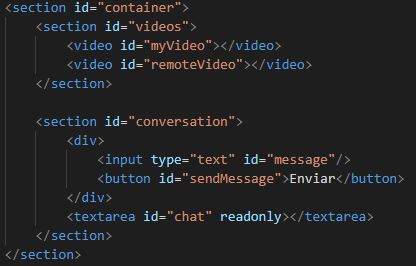 <section id="container">
    <section id="videos">
        <video id="myVideo"></video>
        <video id="remoteVideo"></video>
    </section>

    <section id="conversation">
        <div>
            <input type="text" id="message"/>
            <button id="sendMessage">Enviar</button>
        </div>
        <textarea id="chat" readonly></textarea>
    </section>
</section>